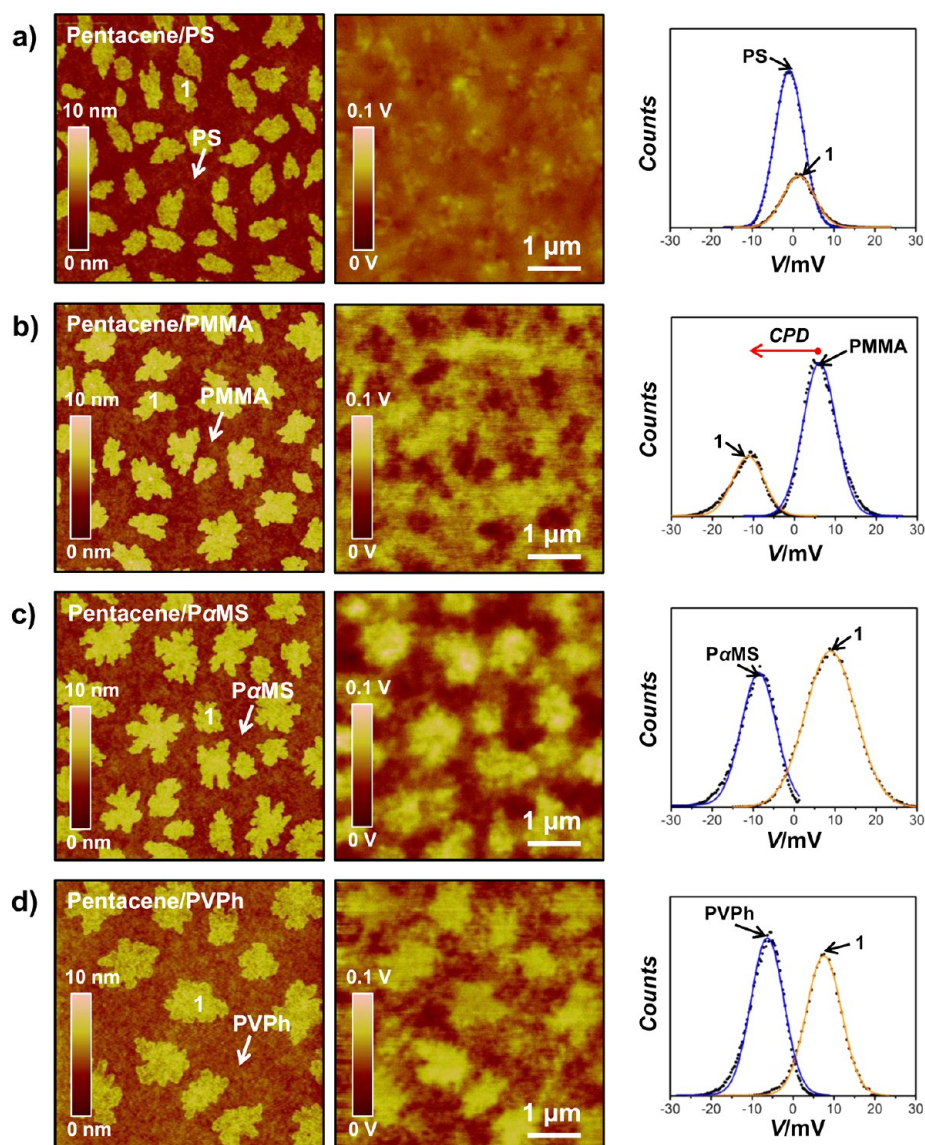 a)
Pentacene/PS
1
PS
10 nm
0 nm
0.1 V
0 V
1 µm
PS
1
Counts
-30 -20 -10 0 10 20 30
V/mV
b)
Pentacene/PMMA
1
PMMA
10 nm
0 nm
0.1 V
0 V
1 µm
CPD
PMMA
1
Counts
-30 -20 -10 0 10 20 30
V/mV
c)
Pentacene/PαMS
1
PαMS
10 nm
0 nm
0.1 V
0 V
1 µm
PαMS
1
Counts
-30 -20 -10 0 10 20 30
V/mV
d)
Pentacene/PVPh
1
PVPh
10 nm
0 nm
0.1 V
0 V
1 µm
PVPh
1
Counts
-30 -20 -10 0 10 20 30
V/mV